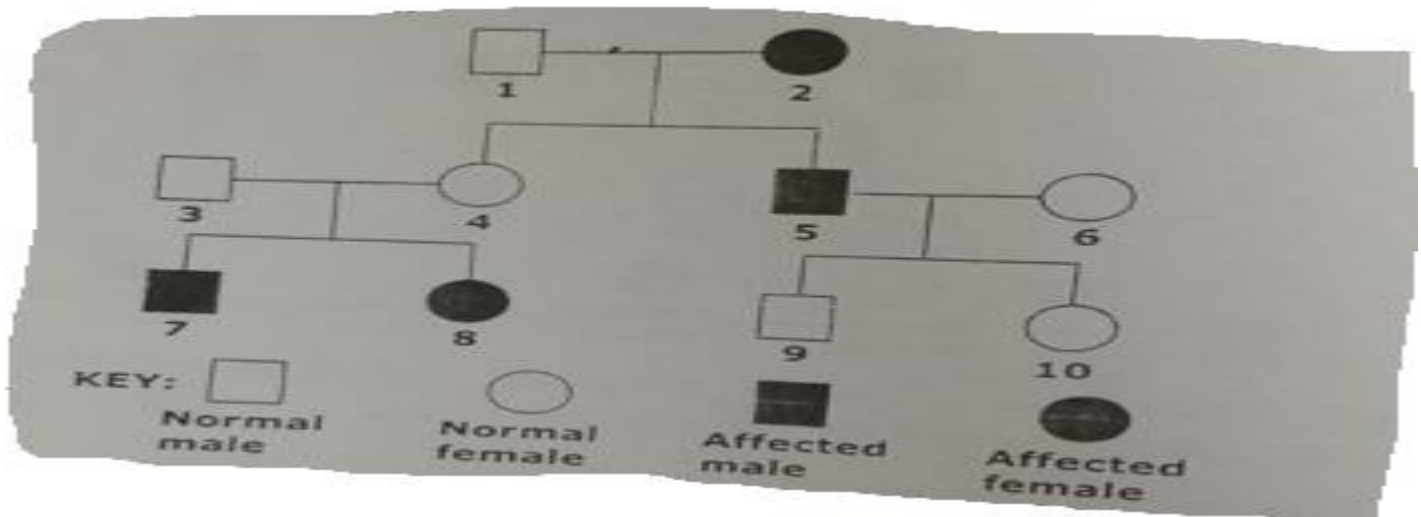 1 2
3 4 5 6
7 8 9 10
KEY:
Normal
male
Normal
female
Affected
male
Affected
female